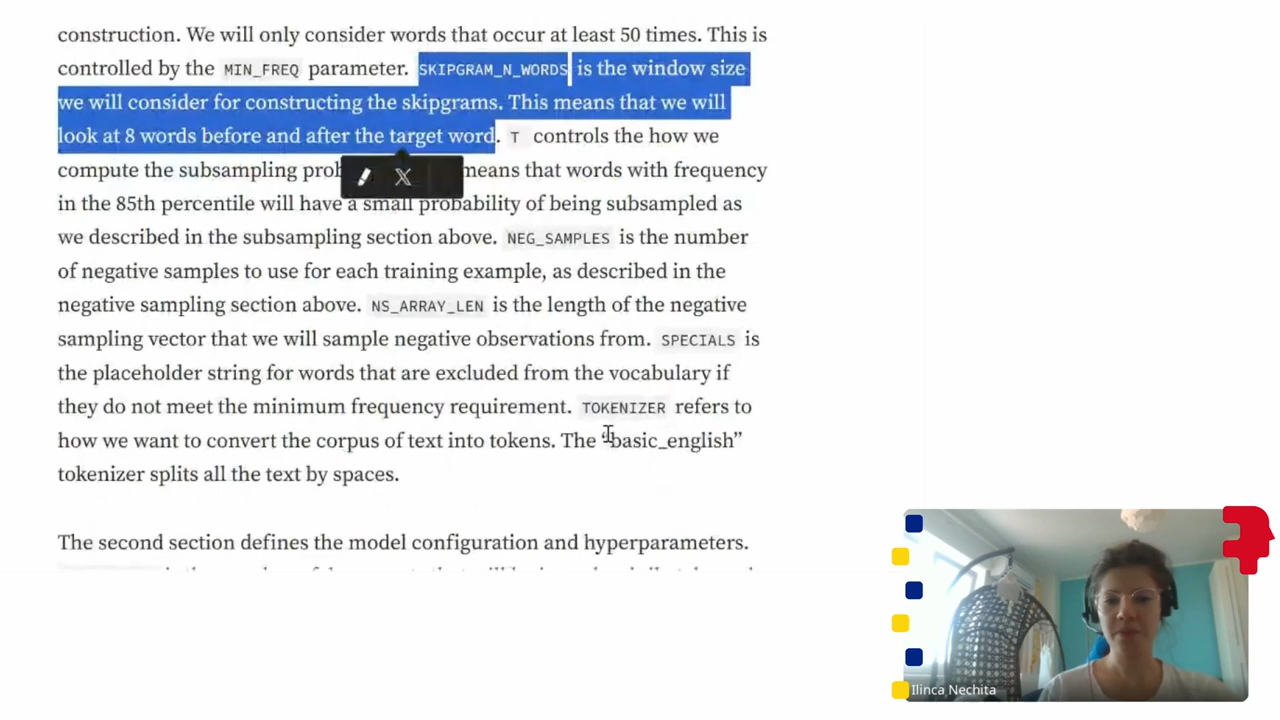 construction. We will only consider words that occur at least 50 times. This is
controlled by the MIN_FREQ parameter. SKIPGRAM_N_WORDS is the window size
we will consider for constructing the skipgrams. This means that we will
look at 8 words before and after the target word. T controls the how we
compute the subsampling means that words with frequency
in the 85th percentile will have a small probability of being subsampled as
we described in the subsampling section above. NEG_SAMPLES is the number
of negative samples to use for each training example, as described in the
negative sampling section above. NS_ARRAY_LEN is the length of the negative
sampling vector that we will sample negative observations from. SPECIALS is
the placeholder string for words that are excluded from the vocabulary if
they do not meet the minimum frequency requirement. TOKENIZER refers to
how we want to convert the corpus of text into tokens. The “basic_english”
tokenizer splits all the text by spaces.
The second section defines the model configuration and hyperparameters.
Ilinca Nechita